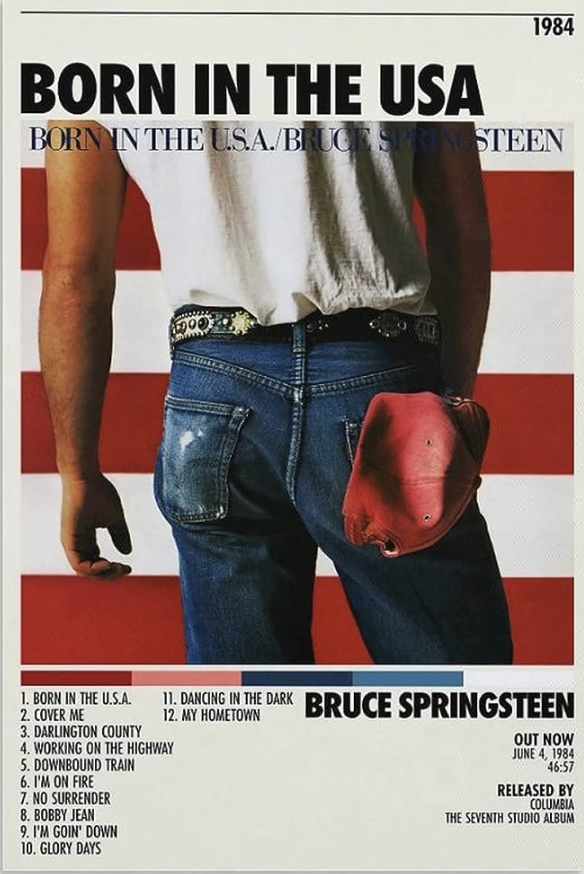 1984
BORN IN THE USA
BORN IN THE U.S.A./BRUCE SPRINGSTEEN
1. BORN IN THE U.S.A.
2. COVER ME
3. DARLINGTON COUNTY
4. WORKING ON THE HIGHWAY
5. DOWNBOUND TRAIN
6. I'M ON FIRE
7. NO SURRENDER
8. BOBBY JEAN
9. I'M GOIN' DOWN
10. GLORY DAYS
11. DANCING IN THE DARK
12. MY HOMETOWN
BRUCE SPRINGSTEEN
OUT NOW
JUNE 4, 1984
46:57
RELEASED BY
COLUMBIA
THE SEVENTH STUDIO ALBUM